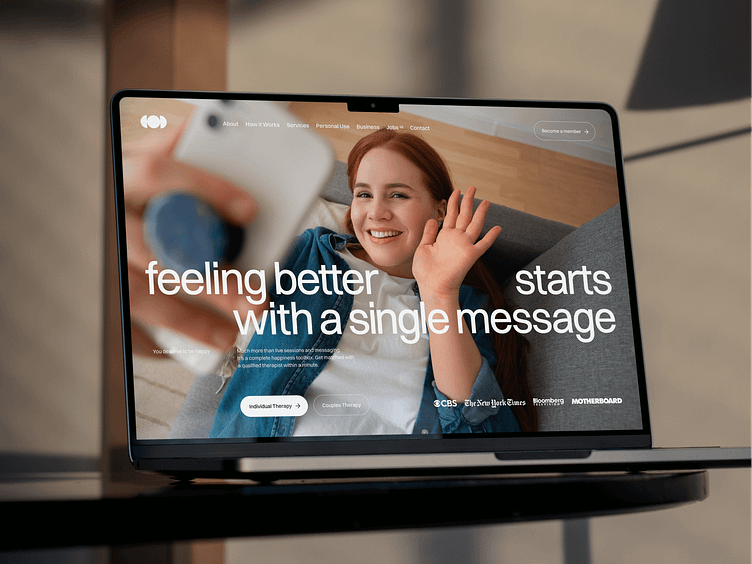 About How it Works Services Personal Use Business Jobs Contact
Become a member
feeling better starts
with a single message
You deserve to be happy
Much more than live sessions and messaging.
It's a complete happiness toolbox. Get matched with
a qualified therapist within a minute.
Individual Therapy
Couples Therapy
CBS
The New York Times
Bloomberg
TELEVISION
MOTHERBOARD